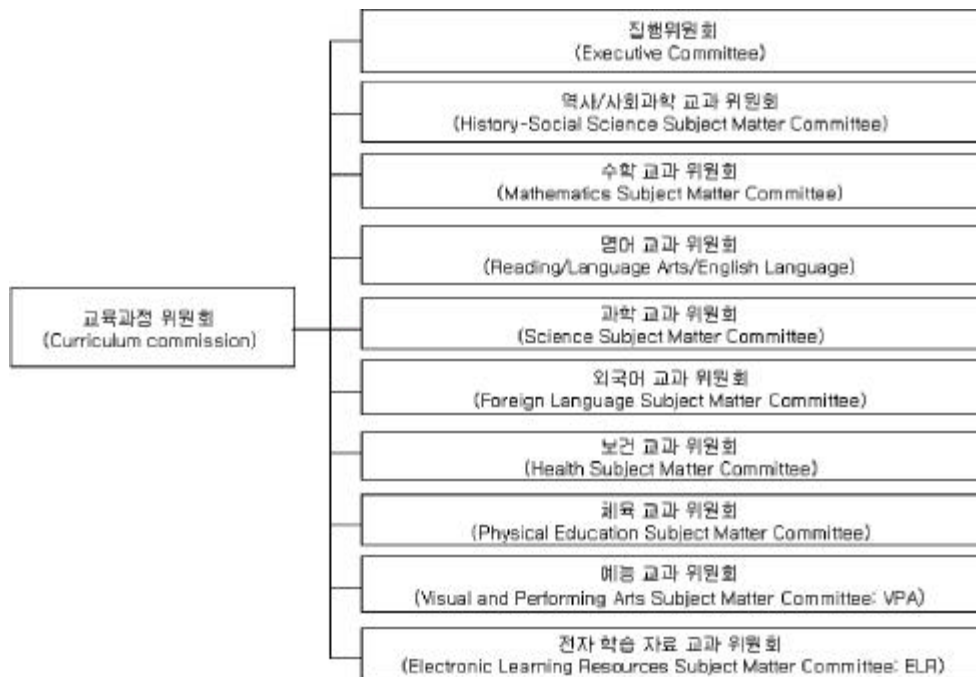 집행위원회
(Executive Committee)
역사/사회과학 교과 위원회
(History-Social Science Subject Matter Committee)
수학 교과 위원회
(Mathematics Subject Matter Committee)
영어 교과 위원회
(Reading/Language Arts/English Language)
교육과정 위원회
(Curriculum commission)
과학 교과 위원회
(Science Subject Matter Committee)
외국어 교과 위원회
(Foreign Language Subject Matter Committee)
보건 교과 위원회
(Health Subject Matter Committee)
체육 교과 위원회
(Physical Education Subject Matter Committee)
예능 교과 위원회
(Visual and Performing Arts Subject Matter Committee: VPA)
전자 학습 자료 교과 위원회
(Electronic Learning Resources Subject Matter Committee: ELR)